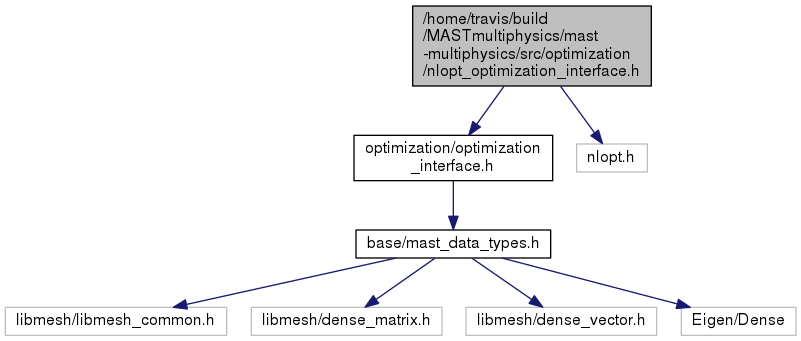 /home/travis/build
/MASTmultiphysics/mast
-multiphysics/src/optimization
/nlopt_optimization_interface.h
optimization/optimization
_interface.h
nlopt.h
base/mast_data_types.h
libmesh/libmesh_common.h
libmesh/dense_matrix.h
libmesh/dense_vector.h
Eigen/Dense